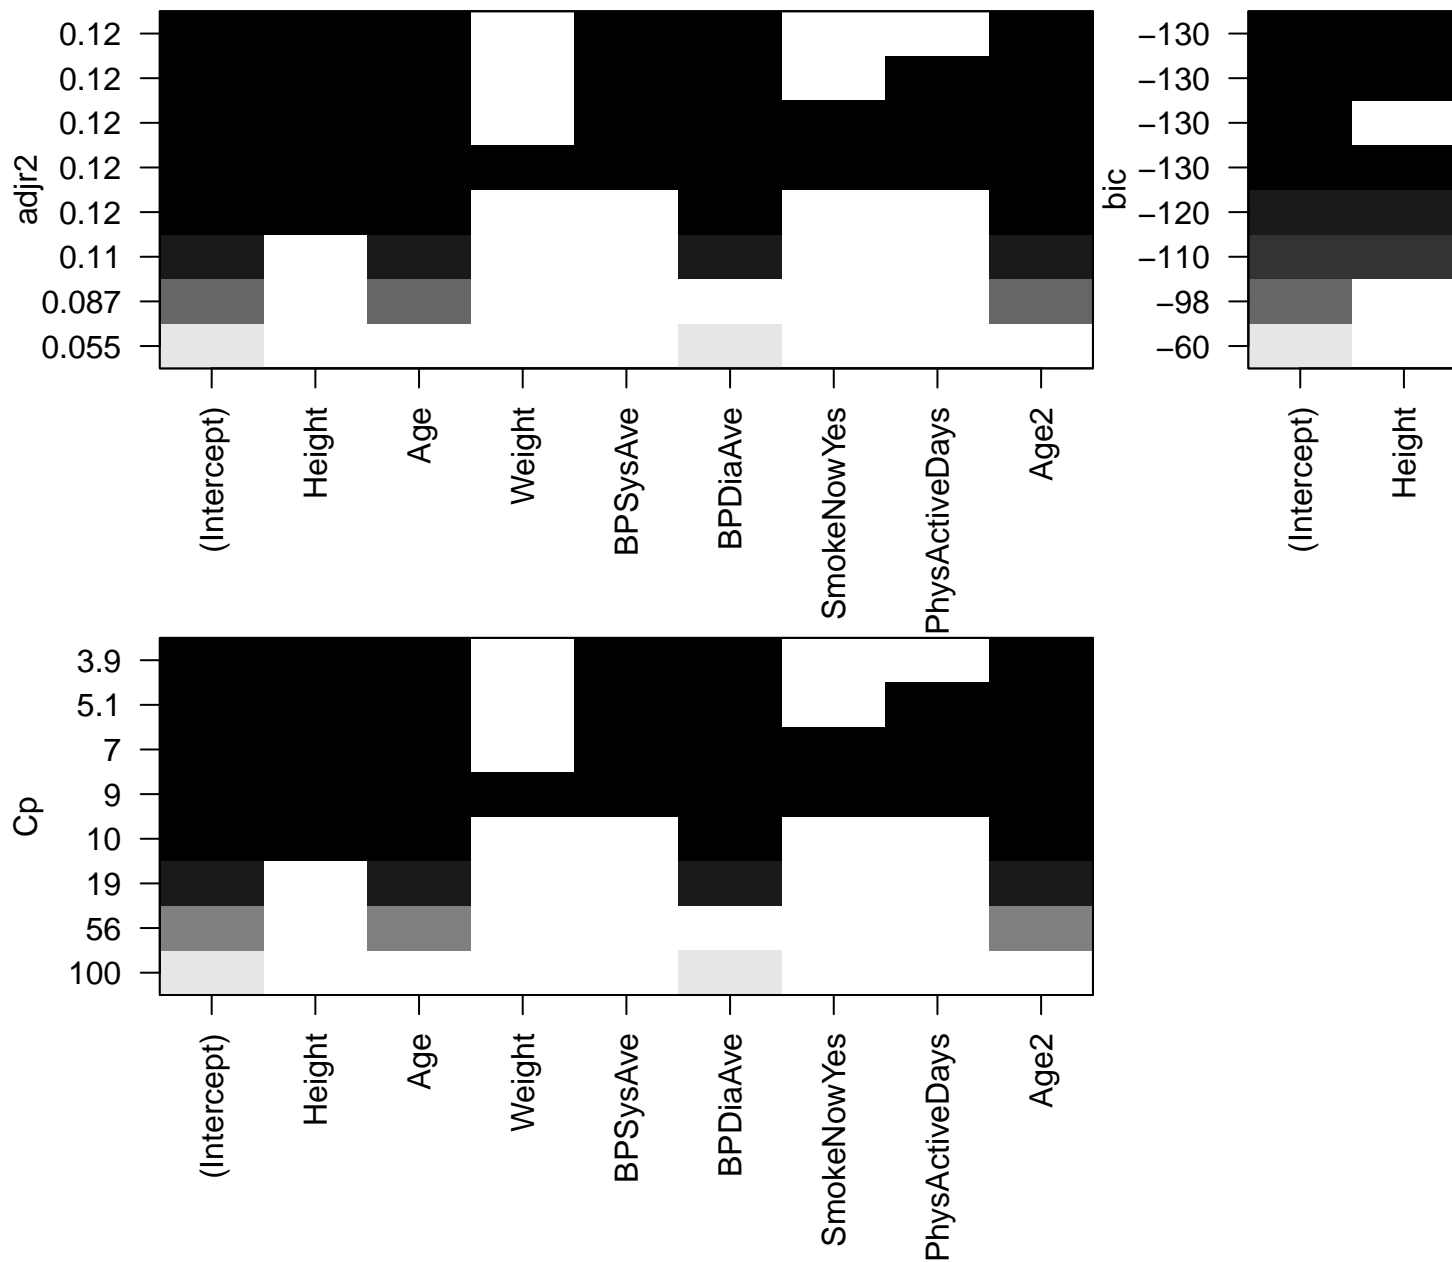 adjr2
0.12
0.12
0.12
0.12
0.12
0.11
0.087
0.055
(Intercept)
Height
Age
Weight
BPSysAve
BPDiaAve
SmokeNowYes
PhysActiveDays
Age2
bic
−130
−130
−130
−130
−120
−110
−98
−60
(Intercept)
Height
Cp
3.9
5.1
7
9
10
19
56
100
(Intercept)
Height
Age
Weight
BPSysAve
BPDiaAve
SmokeNowYes
PhysActiveDays
Age2